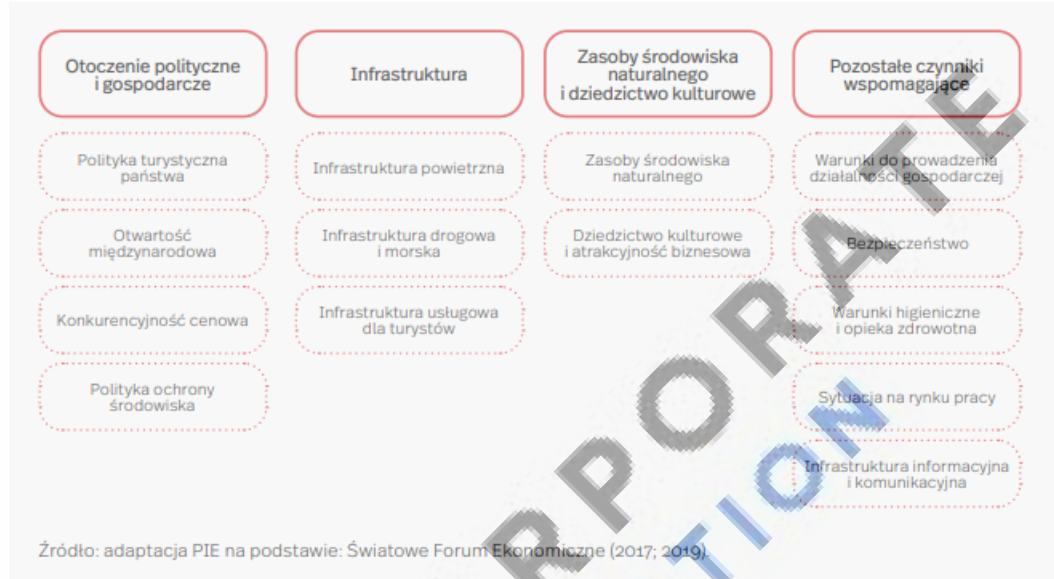 Otoczenie polityczne
i gospodarcze
Polityka turystyczna
państwa
Otwartość
międzynarodowa
Konkurencyjność cenowa
Polityka ochrony
środowiska
Infrastruktura
Infrastruktura powietrzna
Infrastruktura drogowa
i morska
Infrastruktura usługowa
dla turystów
Zasoby środowiska
naturalnego
i dziedzictwo kulturowe
Zasoby środowiska
naturalnego
Dziedzictwo kulturowe
i atrakcyjność biznesowa
Pozostałe czynniki
wspomagające
Warunki do prowadzenia
działalności gospodarczej
Bezpieczeństwo
Warunki higieniczne
i opieka zdrowotna
Sytuacja na rynku pracy
Infrastruktura informacyjna
i komunikacyjna
Źródło: adaptacja PIE na podstawie: Światowe Forum Ekonomiczne (2017; 2019).
RPORATE
TION